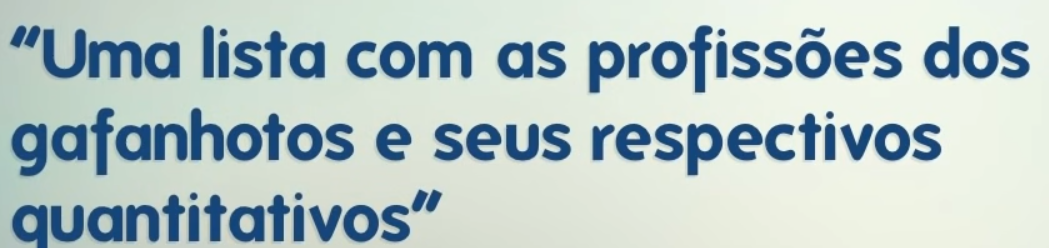 “Uma lista com as profissões dos
gafanhotos e seus respectivos
quantitativos”